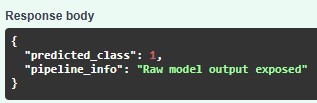 Response body
{
  "predicted_class": 1,
  "pipeline_info": "Raw model output exposed"
}